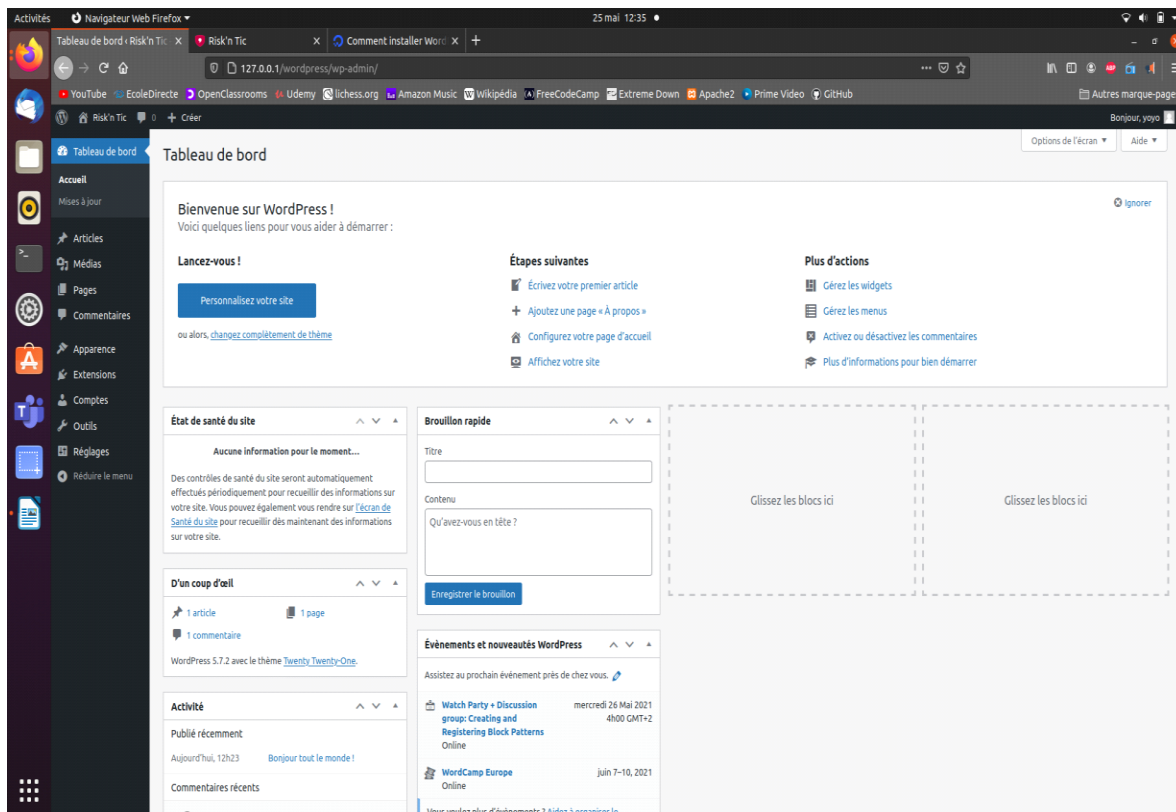 Activités Navigateur Web Firefox 25 mai 12:35
Tableau de bord ‹ Risk'n Tic Risk'n Tic Comment installer Word
127.0.0.1/wordpress/wp-admin/
YouTube EcoleDirecte OpenClassrooms Udemy lichess.org Amazon Music Wikipédia FreeCodeCamp Extreme Down Apache2 Prime Video GitHub Autres marque-page
Risk'n Tic 0 Créer Bonjour, yoyo
Options de l'écran Aide
Tableau de bord
Accueil
Mises à jour
Articles
Médias
Pages
Commentaires
Apparence
Extensions
Comptes
Outils
Réglages
Réduire le menu
Tableau de bord
Bienvenue sur WordPress !
Ignorer
Voici quelques liens pour vous aider à démarrer :
Lancez-vous !
Personnalisez votre site
ou alors, changez complètement de thème
Étapes suivantes
Écrivez votre premier article
Ajoutez une page « À propos »
Configurez votre page d'accueil
Affichez votre site
Plus d'actions
Gérez les widgets
Gérez les menus
Activez ou désactivez les commentaires
Plus d'informations pour bien démarrer
État de santé du site
Aucune information pour le moment...
Des contrôles de santé du site seront automatiquement
effectués périodiquement pour recueillir des informations sur
votre site. Vous pouvez également vous rendre sur l'écran de
Santé du site pour recueillir dès maintenant des informations
sur votre site.
D'un coup d'œil
1 article 1 page
1 commentaire
WordPress 5.7.2 avec le thème Twenty Twenty-One.
Activité
Publié récemment
Aujourd'hui, 12h23 Bonjour tout le monde !
Commentaires récents
Brouillon rapide
Titre
Contenu
Qu'avez-vous en tête ?
Enregistrer le brouillon
Évènements et nouveautés WordPress
Assistez au prochain évènement près de chez vous.
Watch Party + Discussion mercredi 26 Mai 2021
group: Creating and 4h00 GMT+2
Registering Block Patterns
Online
WordCamp Europe juin 7–10, 2021
Online
Vous voulez plus d'évènements ? Aidez à organiser le
Glissez les blocs ici
Glissez les blocs ici